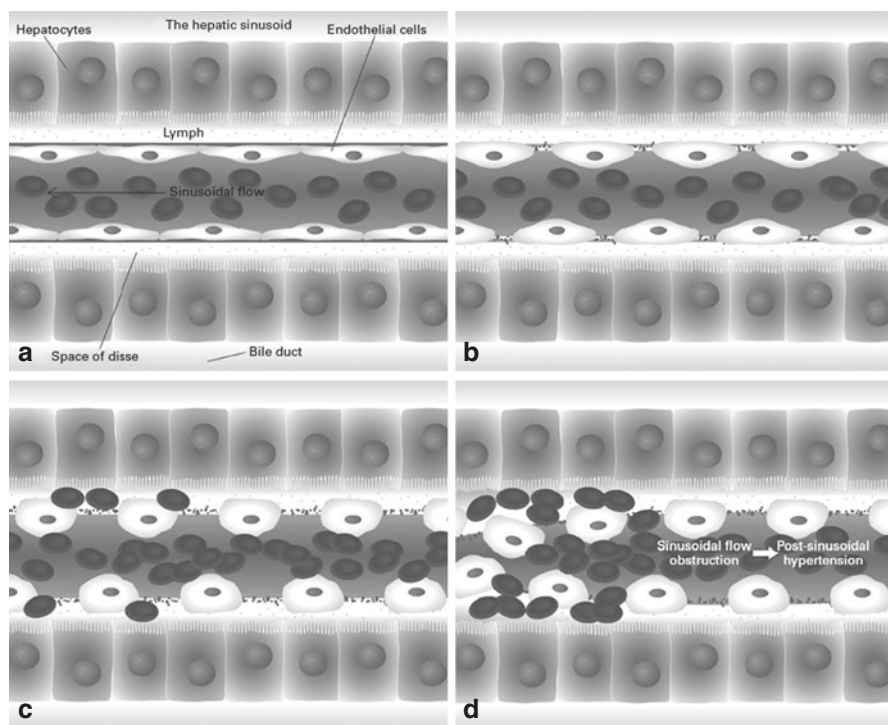 The hepatic sinusoid
Hepatocytes
Endothelial cells
Lymph
Sinusoidal flow
Space of disse
Bile duct
a
b
c
Sinusoidal flow
obstruction
Post-sinusoidal
hypertension
d